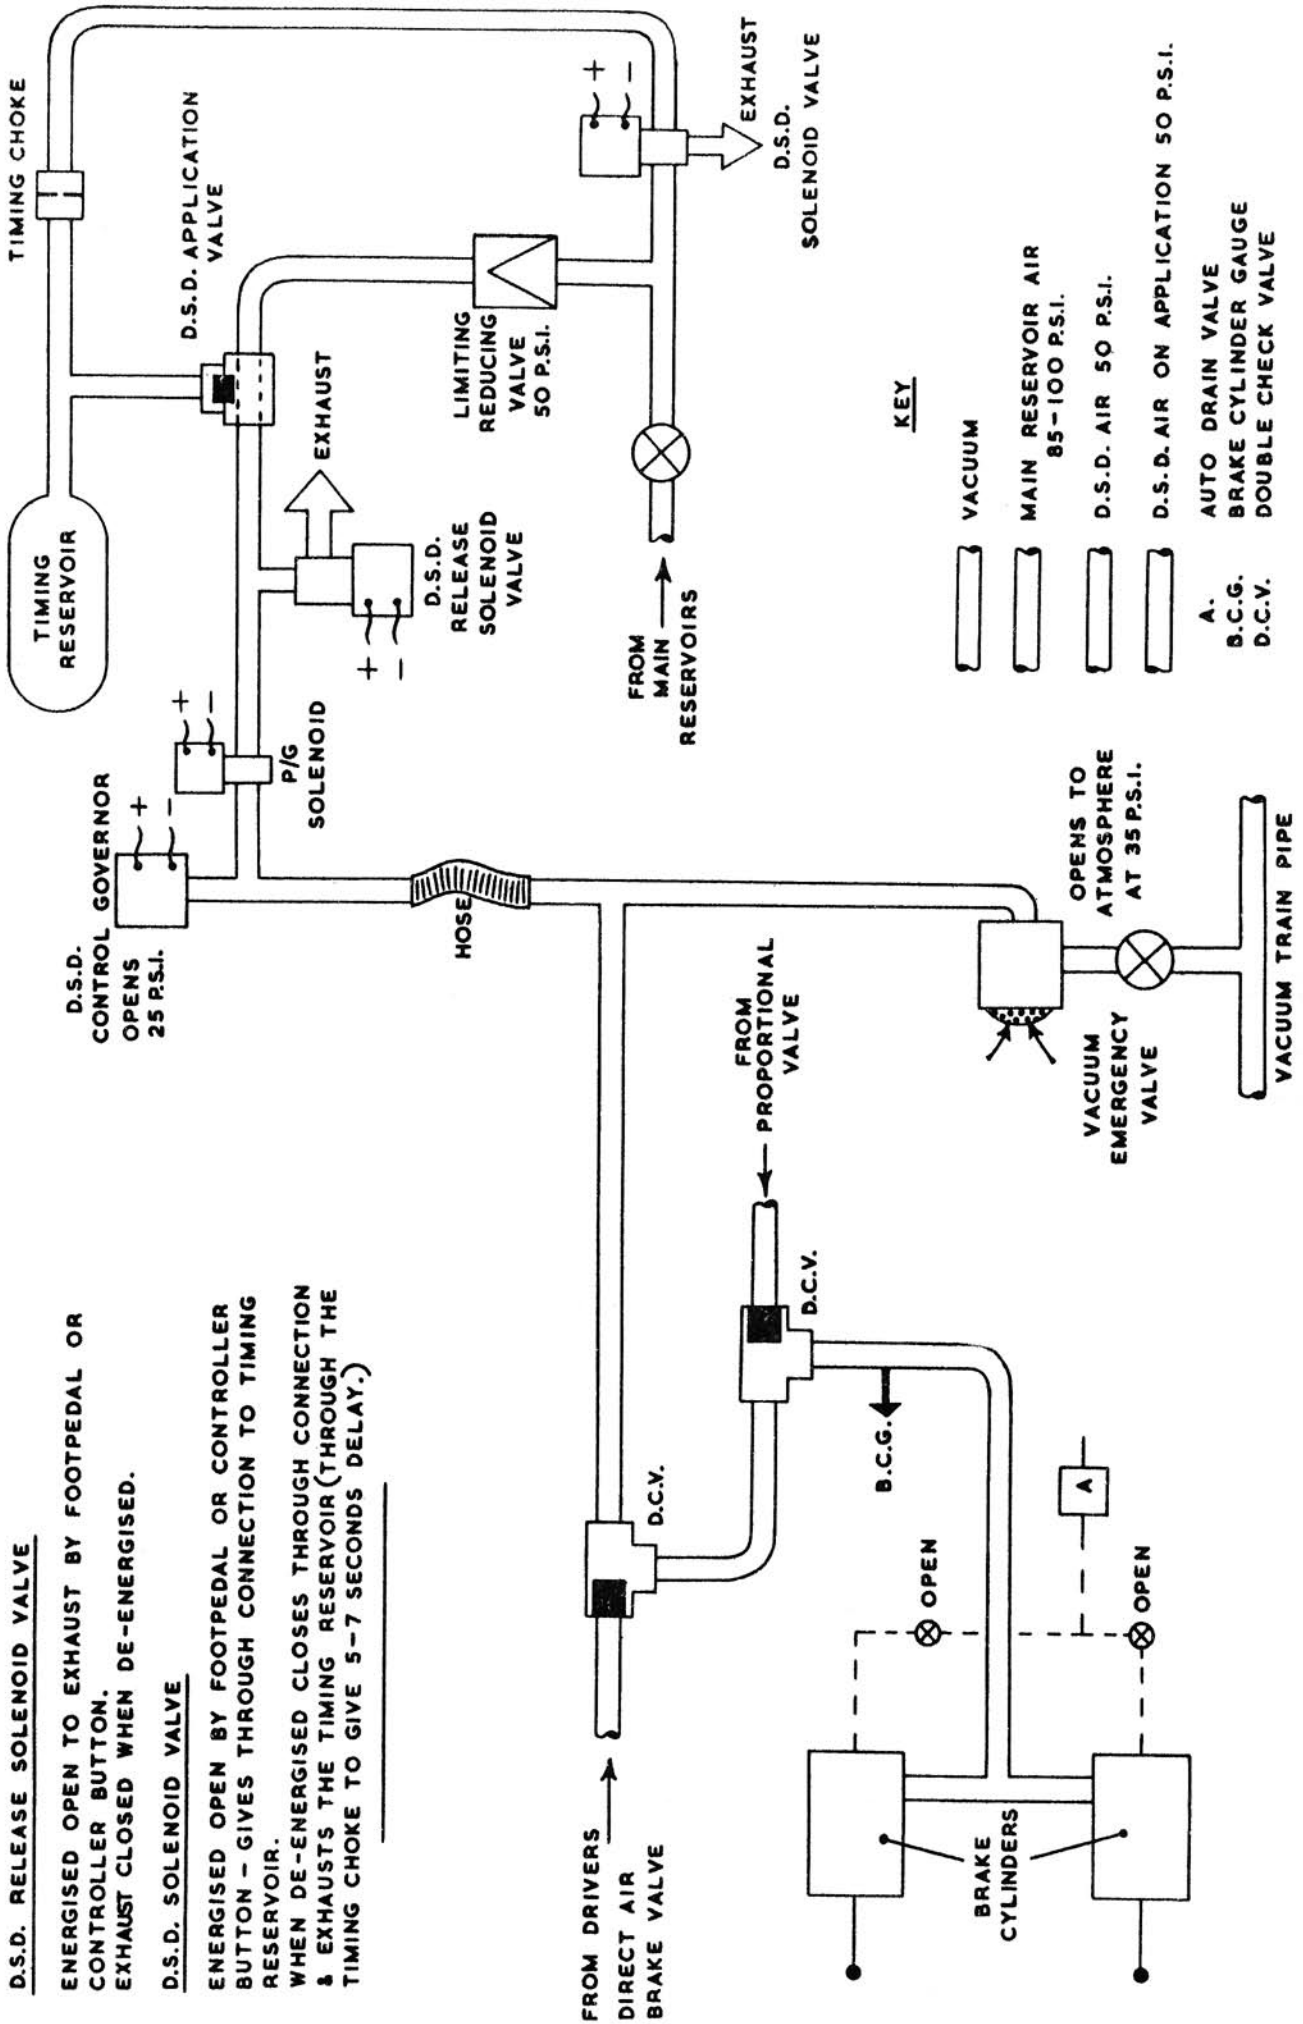 D.S.D. RELEASE SOLENOID VALVE
ENERGISED OPEN TO EXHAUST BY FOOTPEDAL OR
CONTROLLER BUTTON.
EXHAUST CLOSED WHEN DE-ENERGISED.
D.S.D. SOLENOID VALVE
ENERGISED OPEN BY FOOTPEDAL OR CONTROLLER
BUTTON - GIVES THROUGH CONNECTION TO TIMING
RESERVOIR.
WHEN DE-ENERGISED CLOSES THROUGH CONNECTION
& EXHAUSTS THE TIMING RESERVOIR (THROUGH THE
TIMING CHOKE TO GIVE 5-7 SECONDS DELAY.)
D.S.D.
CONTROL GOVERNOR
OPENS
25 P.S.I.
+
-
+
-
P/G
SOLENOID
TIMING
RESERVOIR
TIMING CHOKE
D.S.D. APPLICATION
VALVE
EXHAUST
+
-
D.S.D.
RELEASE
SOLENOID
VALVE
LIMITING
REDUCING
VALVE
50 P.S.I.
+
-
EXHAUST
D.S.D.
SOLENOID VALVE
FROM
MAIN
RESERVOIRS
HOSE
FROM DRIVERS
DIRECT AIR
BRAKE VALVE
D.C.V.
FROM
PROPORTIONAL
VALVE
D.C.V.
B.C.G.
OPEN
A
OPEN
BRAKE
CYLINDERS
OPENS TO
ATMOSPHERE
AT 35 P.S.I.
VACUUM
EMERGENCY
VALVE
VACUUM TRAIN PIPE
KEY
VACUUM
MAIN RESERVOIR AIR
85-100 P.S.I.
D.S.D. AIR 50 P.S.I.
D.S.D. AIR ON APPLICATION 50 P.S.I.
A. AUTO DRAIN VALVE
B.C.G. BRAKE CYLINDER GAUGE
D.C.V. DOUBLE CHECK VALVE